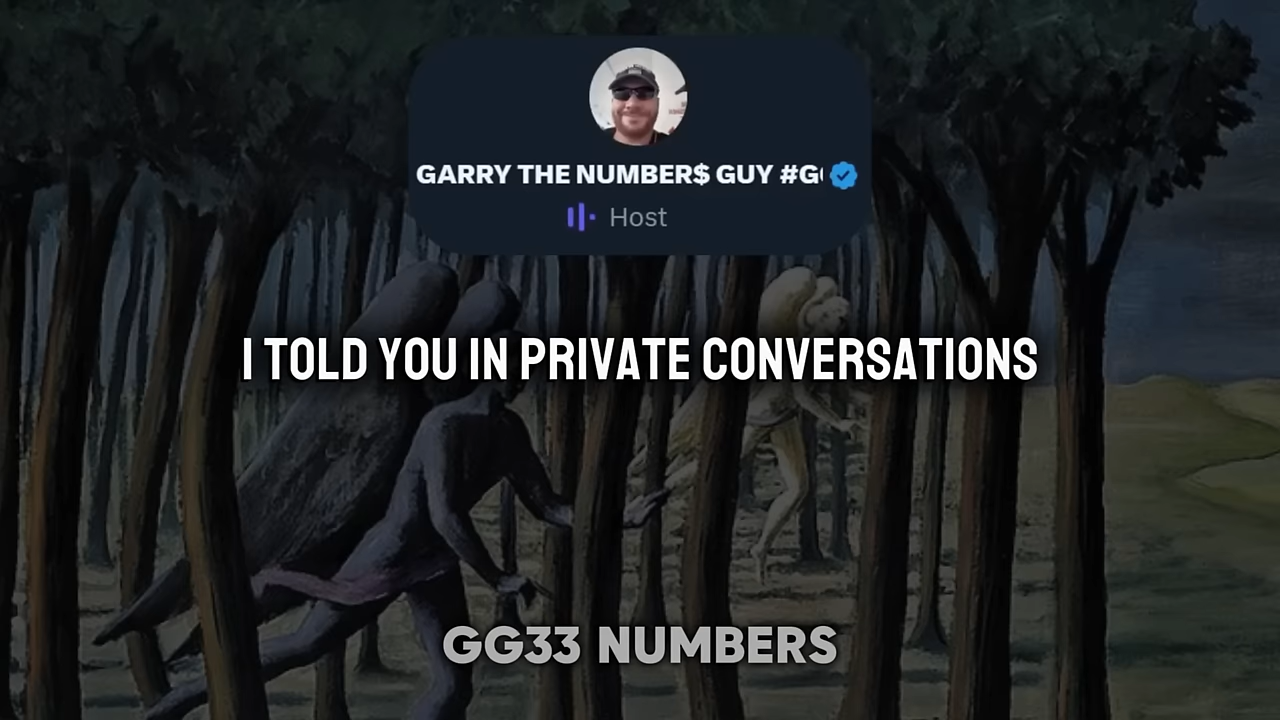 GARRY THE NUMBER$ GUY #G
Host
I TOLD YOU IN PRIVATE CONVERSATIONS
GG33 NUMBERS